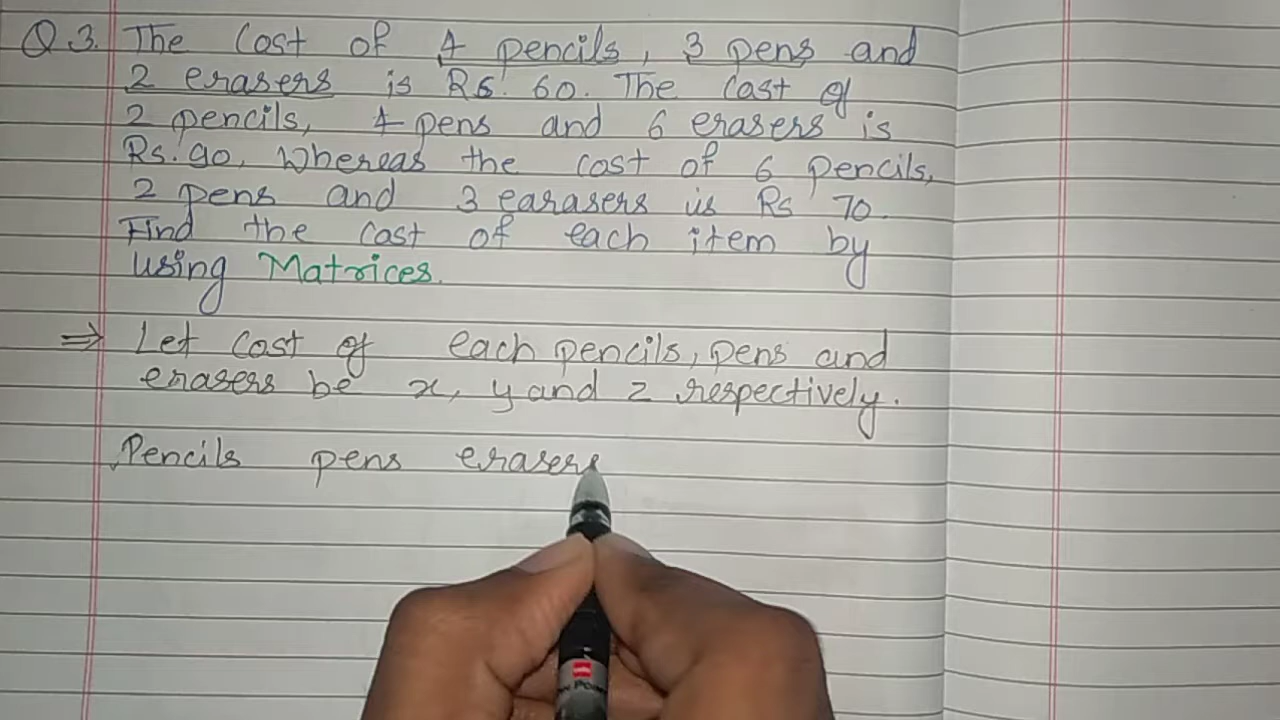 Q 3. The Cost of 4 pencils, 3 pens and
2 erasers is Rs. 60. The Cost of
2 pencils, 4 pens and 6 erasers is
Rs. 90, Whereas the cost of 6 pencils,
2 pens and 3 earasers is Rs 70.
Find the cost of each item by
using Matrices.
⇒ Let Cost of each pencils, pens and
erasers be x, y and z respectively.
Pencils pens erasers